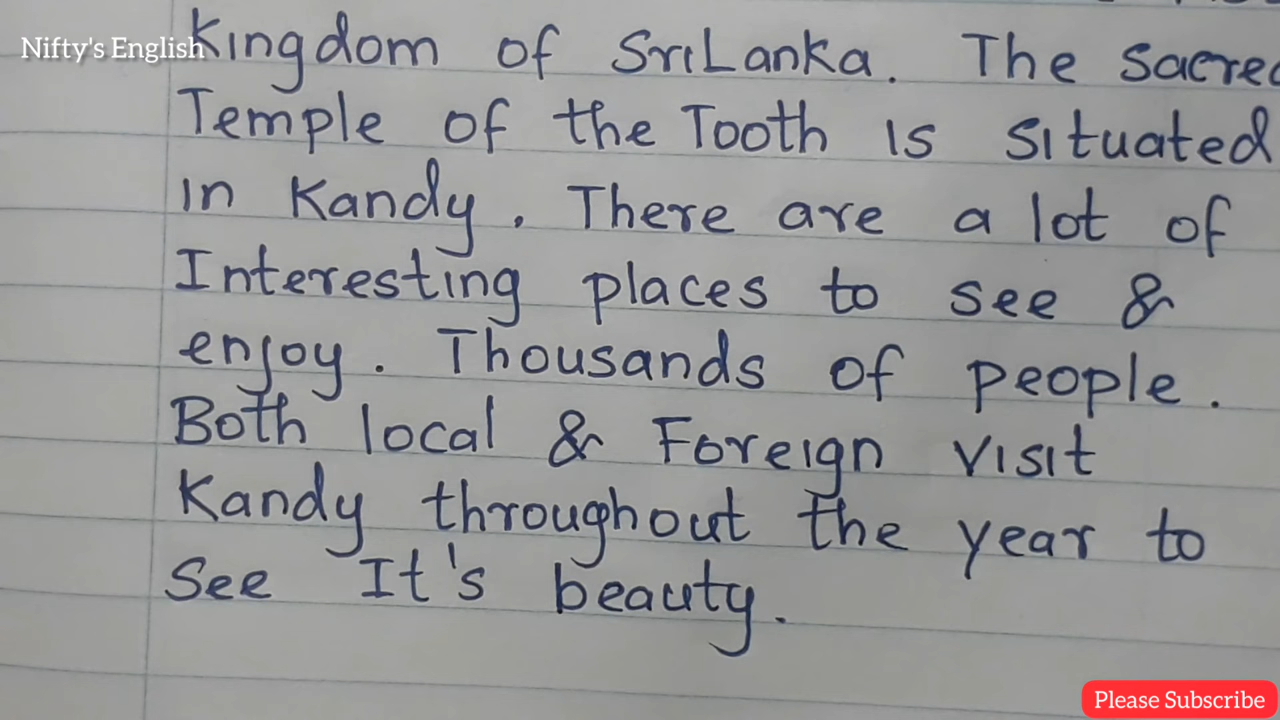 Nifty's English
Kingdom of SriLanka. The Sacred
Temple of the Tooth is situated
in Kandy. There are a lot of
Interesting places to see &
enjoy. Thousands of people.
Both local & Foreign visit
Kandy throughout the year to
See It's beauty.
Please Subscribe